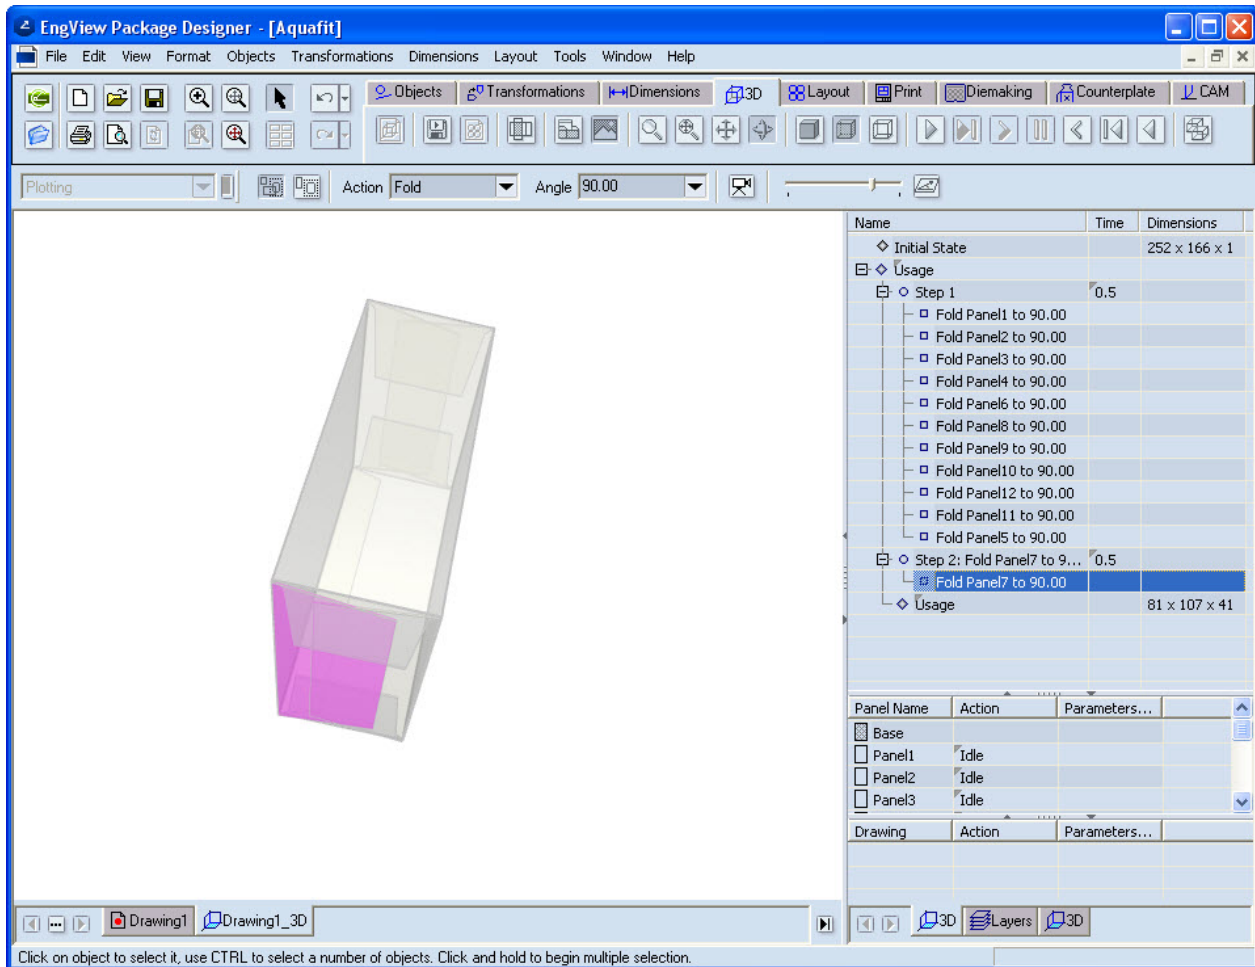 EngView Package Designer - [Aquafit]
File Edit View Format Objects Transformations Dimensions Layout Tools Window Help
Objects Transformations Dimensions 3D Layout Print Diemaking Counterplate CAM
Plotting Action Fold Angle 90.00
Name Time Dimensions
Initial State 252 x 166 x 1
Usage
Step 1 0.5
Fold Panel1 to 90.00
Fold Panel2 to 90.00
Fold Panel3 to 90.00
Fold Panel4 to 90.00
Fold Panel6 to 90.00
Fold Panel8 to 90.00
Fold Panel9 to 90.00
Fold Panel10 to 90.00
Fold Panel12 to 90.00
Fold Panel11 to 90.00
Fold Panel5 to 90.00
Step 2: Fold Panel7 to 9... 0.5
Fold Panel7 to 90.00
Usage 81 x 107 x 41
Panel Name Action Parameters...
Base
Panel1 Idle
Panel2 Idle
Panel3 Idle
Drawing Action Parameters...
Drawing1 Drawing1_3D 3D Layers 3D
Click on object to select it, use CTRL to select a number of objects. Click and hold to begin multiple selection.